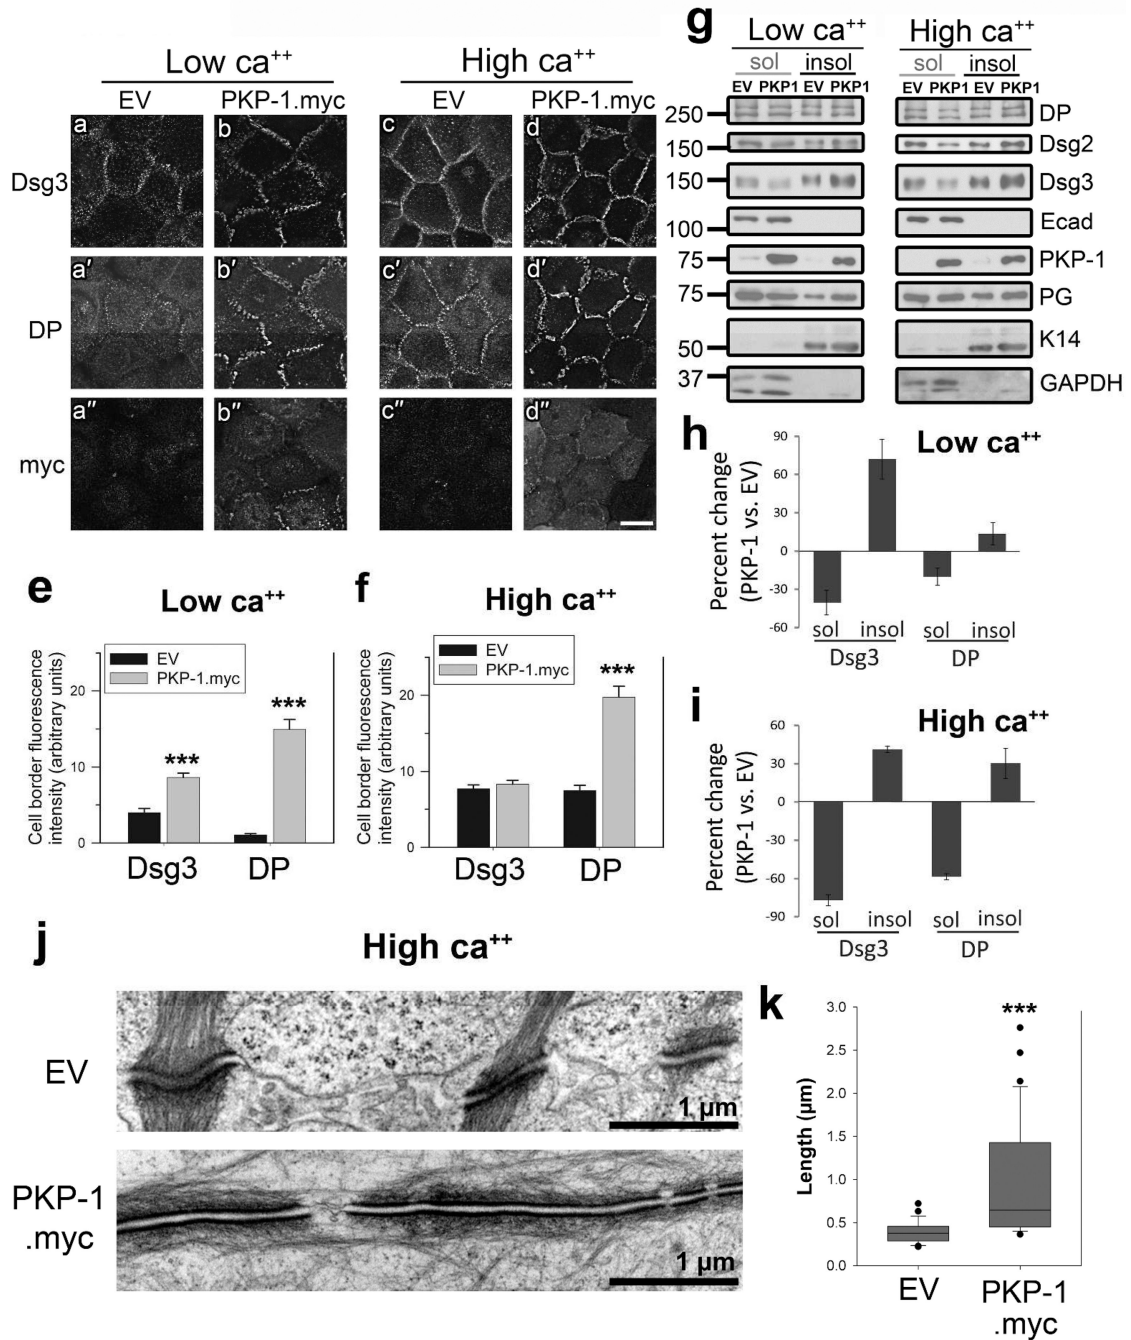 Low ca++
High ca++
EV
PKP-1.myc
EV
PKP-1.myc
Dsg3
a
b
c
d
DP
a′
b′
c′
d′
myc
a″
b″
c″
d″
g
Low ca++
High ca++
sol
insol
sol
insol
EV PKP1 EV PKP1
EV PKP1 EV PKP1
250
DP
150
Dsg2
150
Dsg3
100
Ecad
75
PKP-1
75
PG
50
K14
37
GAPDH
e
Low ca++
Cell border fluorescence
intensity (arbitrary units)
EV
PKP-1.myc
20
10
0
***
***
Dsg3
DP
f
High ca++
Cell border fluorescence
intensity (arbitrary units)
EV
PKP-1.myc
20
10
0
***
Dsg3
DP
h
Low ca++
Percent change
(PKP-1 vs. EV)
90
60
30
0
-30
-60
sol
insol
sol
insol
Dsg3
DP
i
High ca++
Percent change
(PKP-1 vs. EV)
60
30
0
-30
-60
-90
sol
insol
sol
insol
Dsg3
DP
j
High ca++
EV
1 µm
PKP-1
.myc
1 µm
k
Length (µm)
3.0
2.5
2.0
1.5
1.0
0.5
0.0
***
EV
PKP-1
.myc